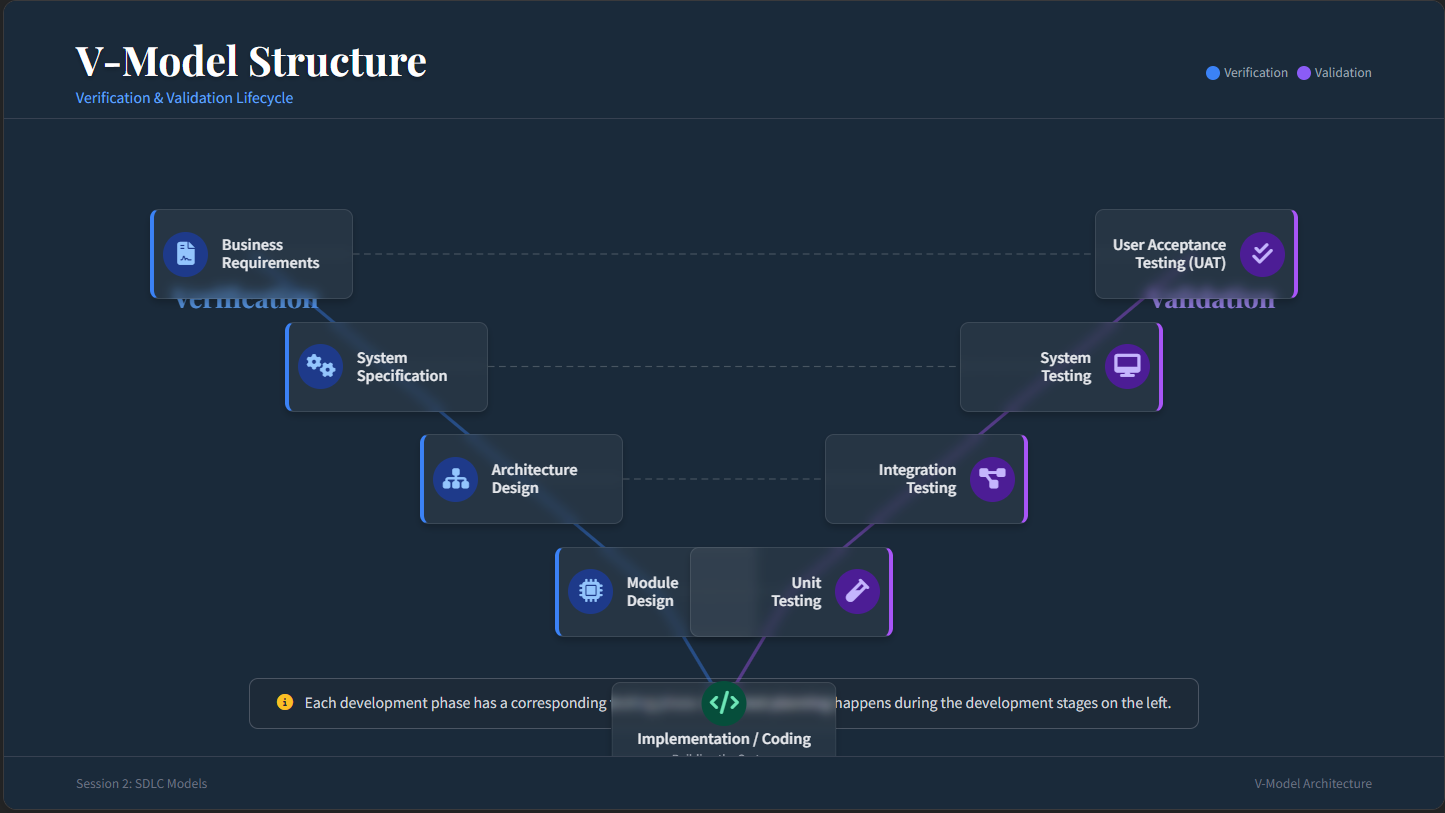 V-Model Structure
Verification & Validation Lifecycle
Verification
Validation
Business
Requirements
User Acceptance
Testing (UAT)
Verification
Validation
System
Specification
System
Testing
Architecture
Design
Integration
Testing
Module
Design
Unit
Testing
Each development phase has a corresponding happens during the development stages on the left.
Implementation / Coding
Session 2: SDLC Models
V-Model Architecture